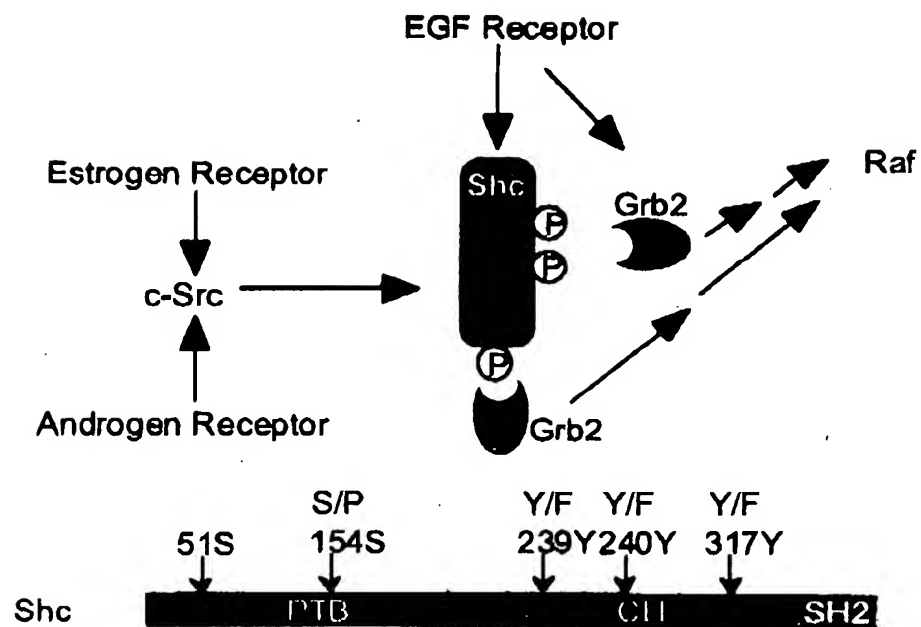 EGF Receptor
Estrogen Receptor
Shc
Raf
P
Grb2
P
c-Src
P
Androgen Receptor
Grb2
S/P Y/F Y/F Y/F
51S 154S 239Y 240Y 317Y
Shc PTB CH SH2